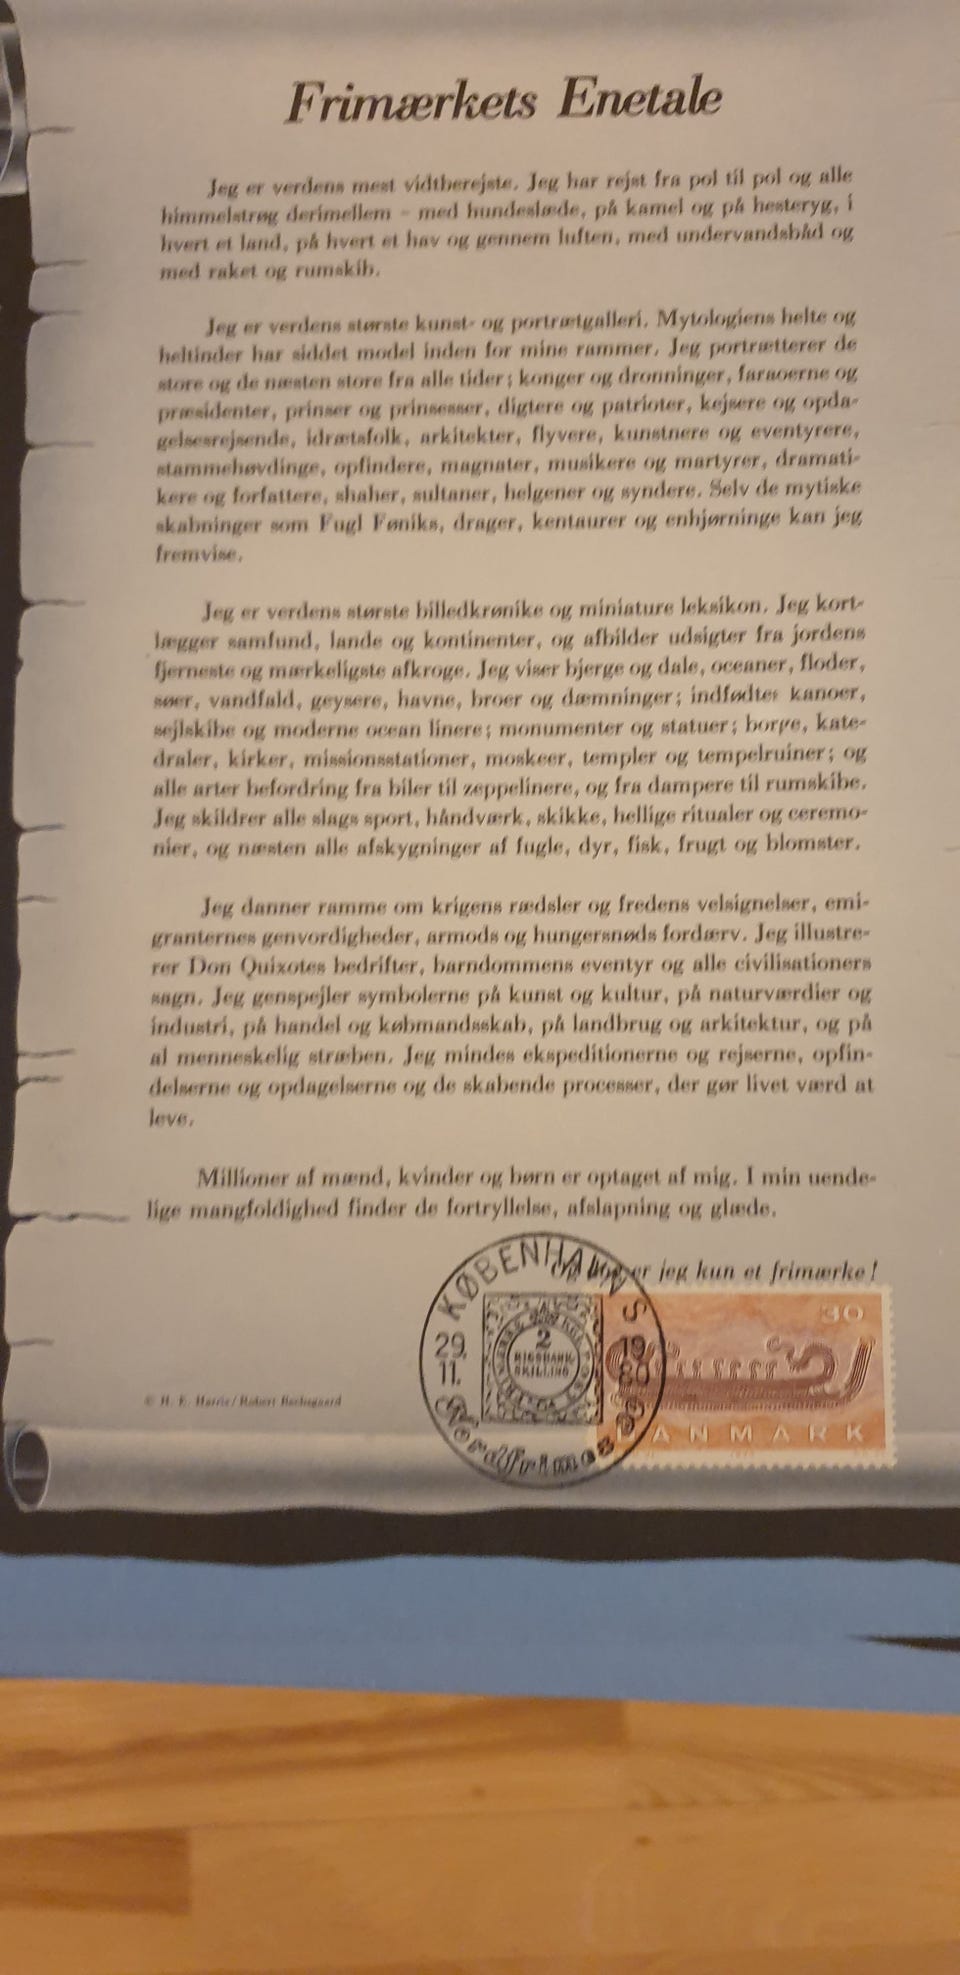 Frimærkets Enetale
Jeg er verdens mest vidtberejste. Jeg har rejst fra pol til pol og alle
himmelstrøg derimellem – med hundeslæde, på kamel og på hesteryg, i
hvert et land, på hvert et hav og gennem luften, med undervandsbåd og
med raket og rumskib.
Jeg er verdens største kunst- og portrætgalleri. Mytologiens helte og
heltinder har siddet model inden for mine rammer. Jeg portrætterer de
store og de næsten store fra alle tider; konger og dronninger, faraoerne og
præsidenter, prinser og prinsesser, digtere og patrioter, kejsere og opda-
gelsesrejsende, idrætsfolk, arkitekter, flyvere, kunstnere og eventyrere,
stammehøvdinge, opfindere, magnater, musikere og martyrer, dramati-
kere og forfattere, shaher, sultaner, helgener og syndere. Selv de mytiske
skabninger som Fugl Føniks, drager, kentaurer og enhjørninge kan jeg
fremvise.
Jeg er verdens største billedkrønike og miniature leksikon. Jeg kort-
lægger samfund, lande og kontinenter, og afbilder udsigter fra jordens
fjerneste og mærkeligste afkroge. Jeg viser bjerge og dale, oceaner, floder,
søer, vandfald, geysere, havne, broer og dæmninger; indfødtes kanoer,
sejlskibe og moderne ocean linere; monumenter og statuer; borge, kate-
draler, kirker, missionsstationer, moskeer, templer og tempelruiner; og
alle arter befordring fra biler til zeppelinere, og fra dampere til rumskibe.
Jeg skildrer alle slags sport, håndværk, skikke, hellige ritualer og ceremo-
nier, og næsten alle afskygninger af fugle, dyr, fisk, frugt og blomster.
Jeg danner ramme om krigens rædsler og fredens velsignelser, emi-
granternes genvordigheder, armods og hungersnøds fordærv. Jeg illustre-
rer Don Quixotes bedrifter, barndommens eventyr og alle civilisationers
sagn. Jeg genspejler symbolerne på kunst og kultur, på naturværdier og
industri, på handel og købmandsskab, på landbrug og arkitektur, og på
al menneskelig stræben. Jeg mindes ekspeditionerne og rejserne, opfin-
delserne og opdagelserne og de skabende processer, der gør livet værd at
leve.
Millioner af mænd, kvinder og børn er optaget af mig. I min uende-
lige mangfoldighed finder de fortryllelse, afslapning og glæde.
Og dog er jeg kun et frimærke!
KØBENHAVN S
29. 19
11. 80
2
RIGSBANK-
SKILLING
30
DANMARK
© H. E. Harris/Robert Bechsgaard